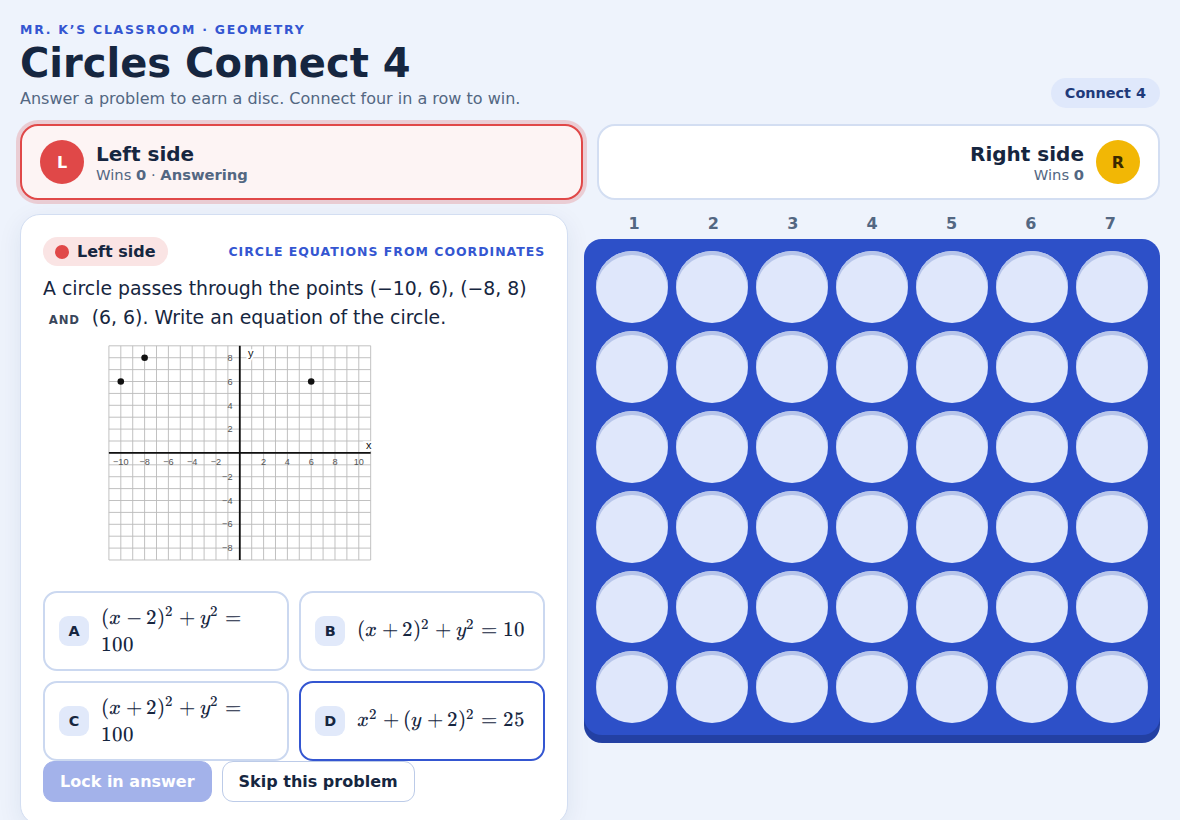 MR. K’S CLASSROOM · GEOMETRY
Circles Connect 4
Answer a problem to earn a disc. Connect four in a row to win.
Connect 4
L
Left side
Wins 0 · Answering
Right side
Wins 0
R
Left side
CIRCLE EQUATIONS FROM COORDINATES
A circle passes through the points (−10, 6), (−8, 8)
AND (6, 6). Write an equation of the circle.
y
8
6
4
2
x
−10 −8 −6 −4 −2 2 4 6 8 10
−2
−4
−6
−8
A
(x − 2)² + y² =
100
B
(x + 2)² + y² = 10
C
(x + 2)² + y² =
100
D
x² + (y + 2)² = 25
Lock in answer
Skip this problem
1 2 3 4 5 6 7